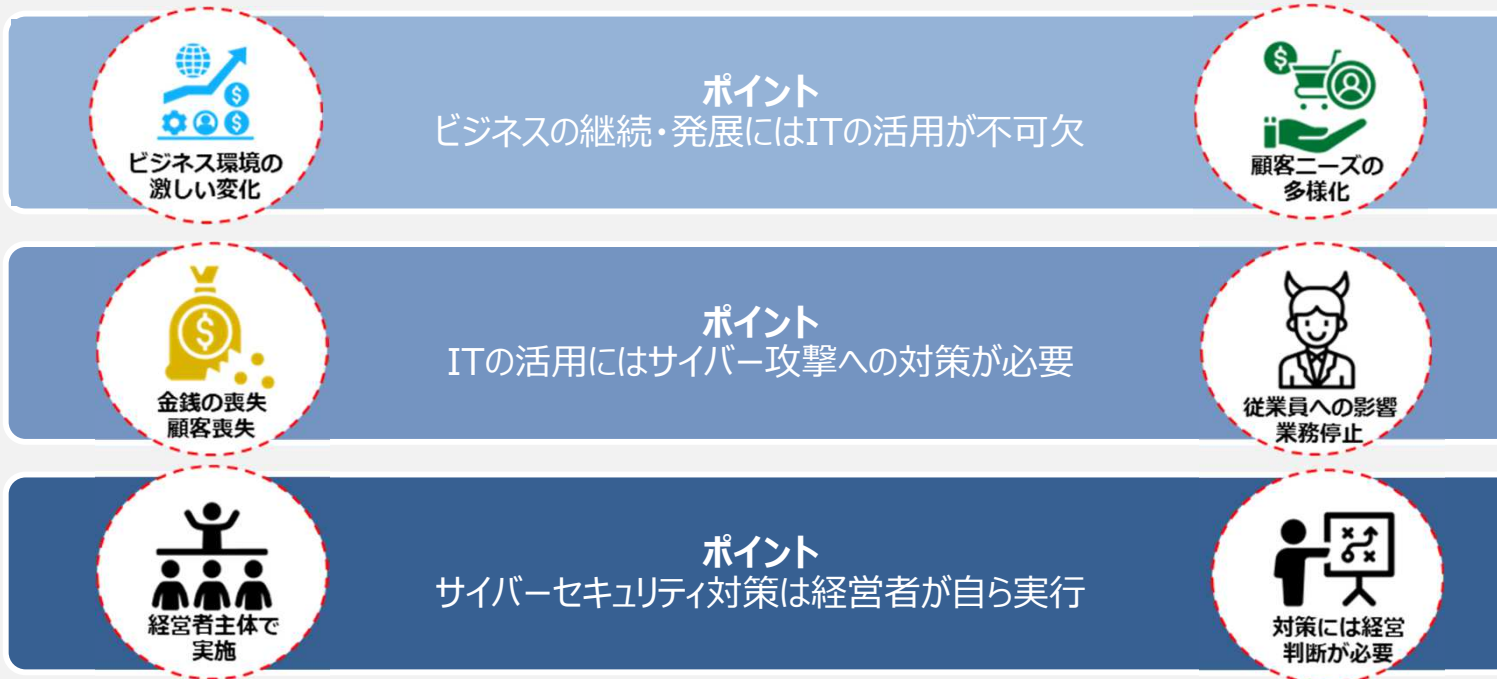 ポイント
ビジネスの継続・発展にはITの活用が不可欠
ビジネス環境の
激しい変化
顧客ニーズの
多様化
ポイント
ITの活用にはサイバー攻撃への対策が必要
金銭の喪失
顧客喪失
従業員への影響
業務停止
ポイント
サイバーセキュリティ対策は経営者が自ら実行
経営者主体で
実施
対策には経営
判断が必要